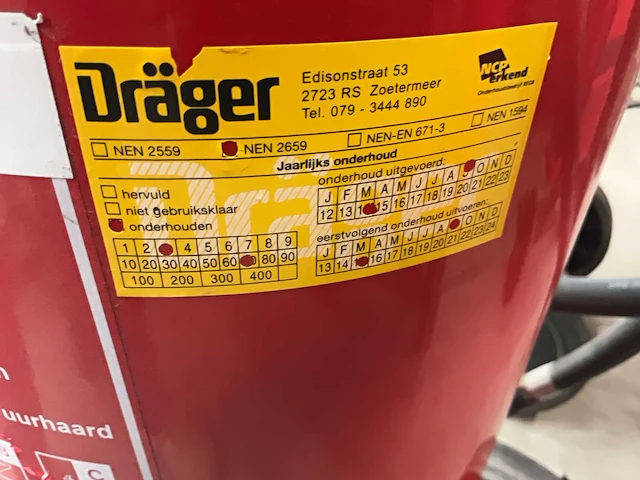 Dräger
Edisonstraat 53
2723 RS Zoetermeer
Tel. 079 - 3444 890
NCP
erkend
NEN 2559
NEN 2659
NEN-EN 671-3
NEN 1594
Jaarlijks onderhoud
hervuld
niet gebruiksklaar
onderhouden
onderhoud uitgevoerd:
J F M A M J J A O N D
12 13 15 16 17 18 19 20 21 22 23
eerstvolgend onderhoud uitvoeren:
J F M A M J J A O N D
13 14 16 17 18 19 20 21 22 23 24
1 2 4 5 6 7 8 9
10 20 30 40 50 60 80 90
100 200 300 400
uurhaard
C